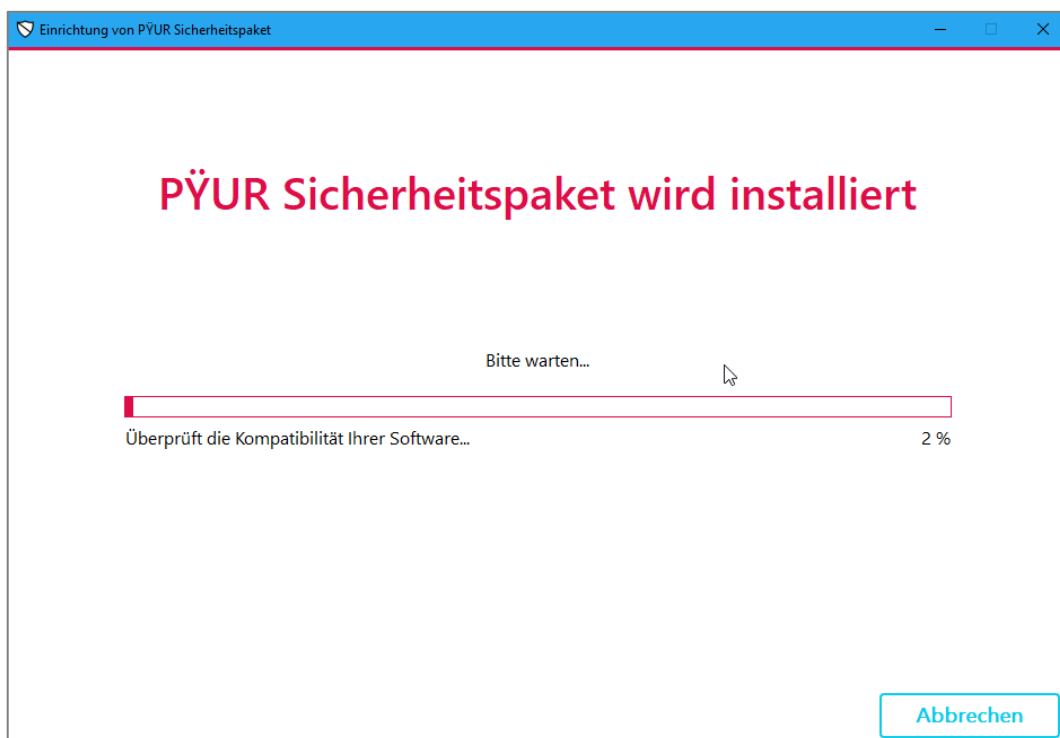 Einrichtung von PŸUR Sicherheitspaket
PŸUR Sicherheitspaket wird installiert
Bitte warten...
Überprüft die Kompatibilität Ihrer Software...
2 %
Abbrechen